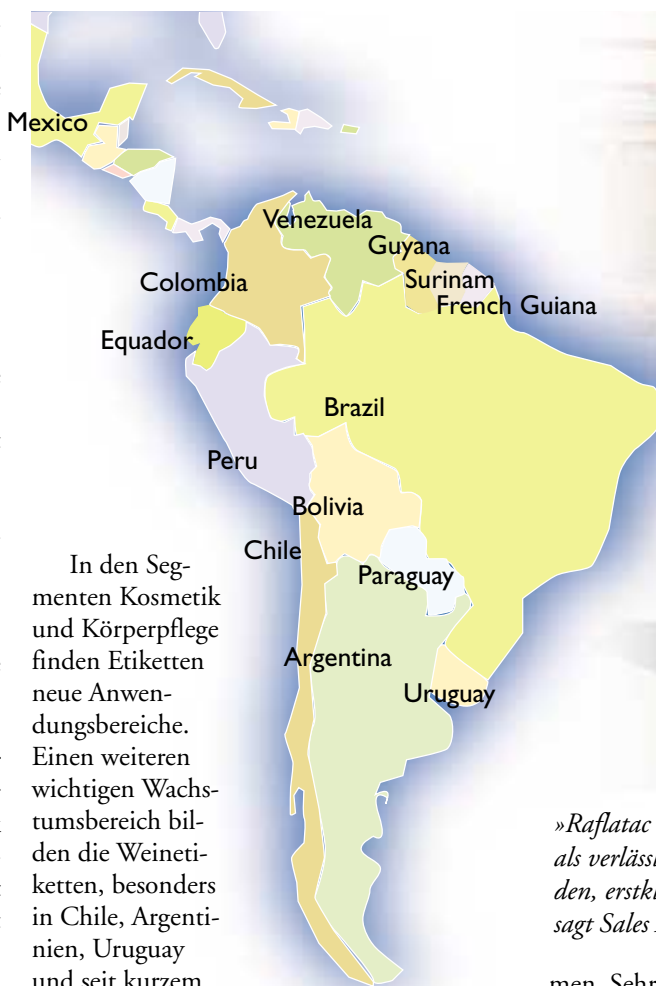 Mexico
Venezuela
Guyana
Colombia
Surinam
French Guiana
Equador
Brazil
Peru
Bolivia
Chile
Paraguay
Argentina
Uruguay
In den Seg-
menten Kosmetik
und Körperpflege
finden Etiketten
neue Anwen-
dungsbereiche.
Einen weiteren
wichtigen Wachs-
tumsbereich bil-
den die Weineti-
ketten, besonders
in Chile, Argenti-
nien, Uruguay
und seit kurzem
»Raflatac
als verlässl
den, erstkl
sagt Sales
men. Sehr